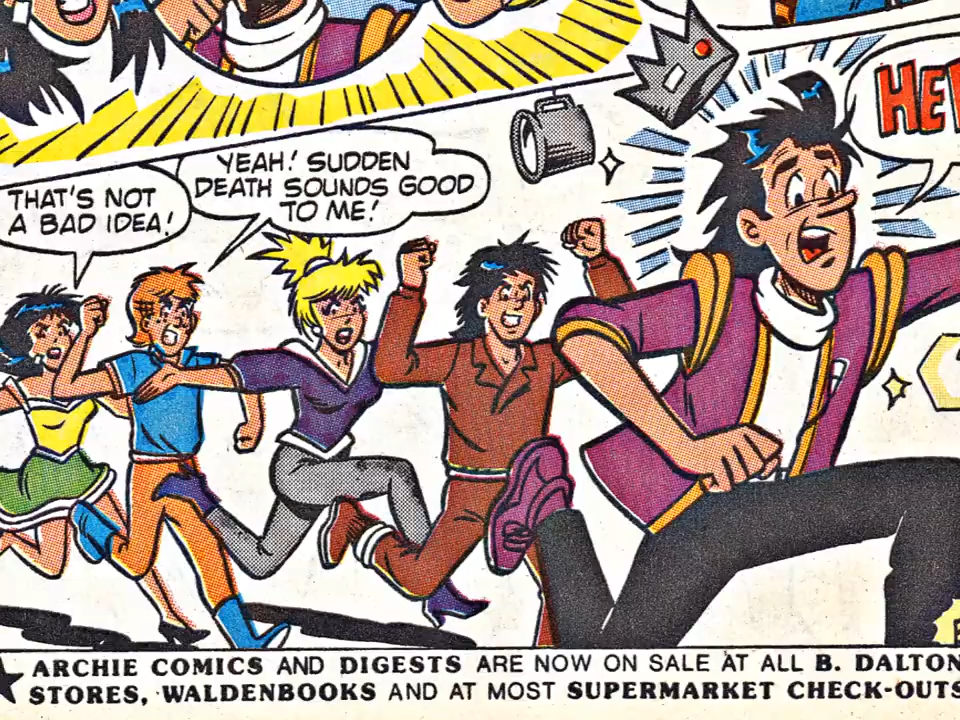 THAT'S NOT
A BAD IDEA!
YEAH! SUDDEN
DEATH SOUNDS GOOD
TO ME!
ARCHIE COMICS AND DIGESTS ARE NOW ON SALE AT ALL B. DALTON
STORES, WALDENBOOKS AND AT MOST SUPERMARKET CHECK-OUTS